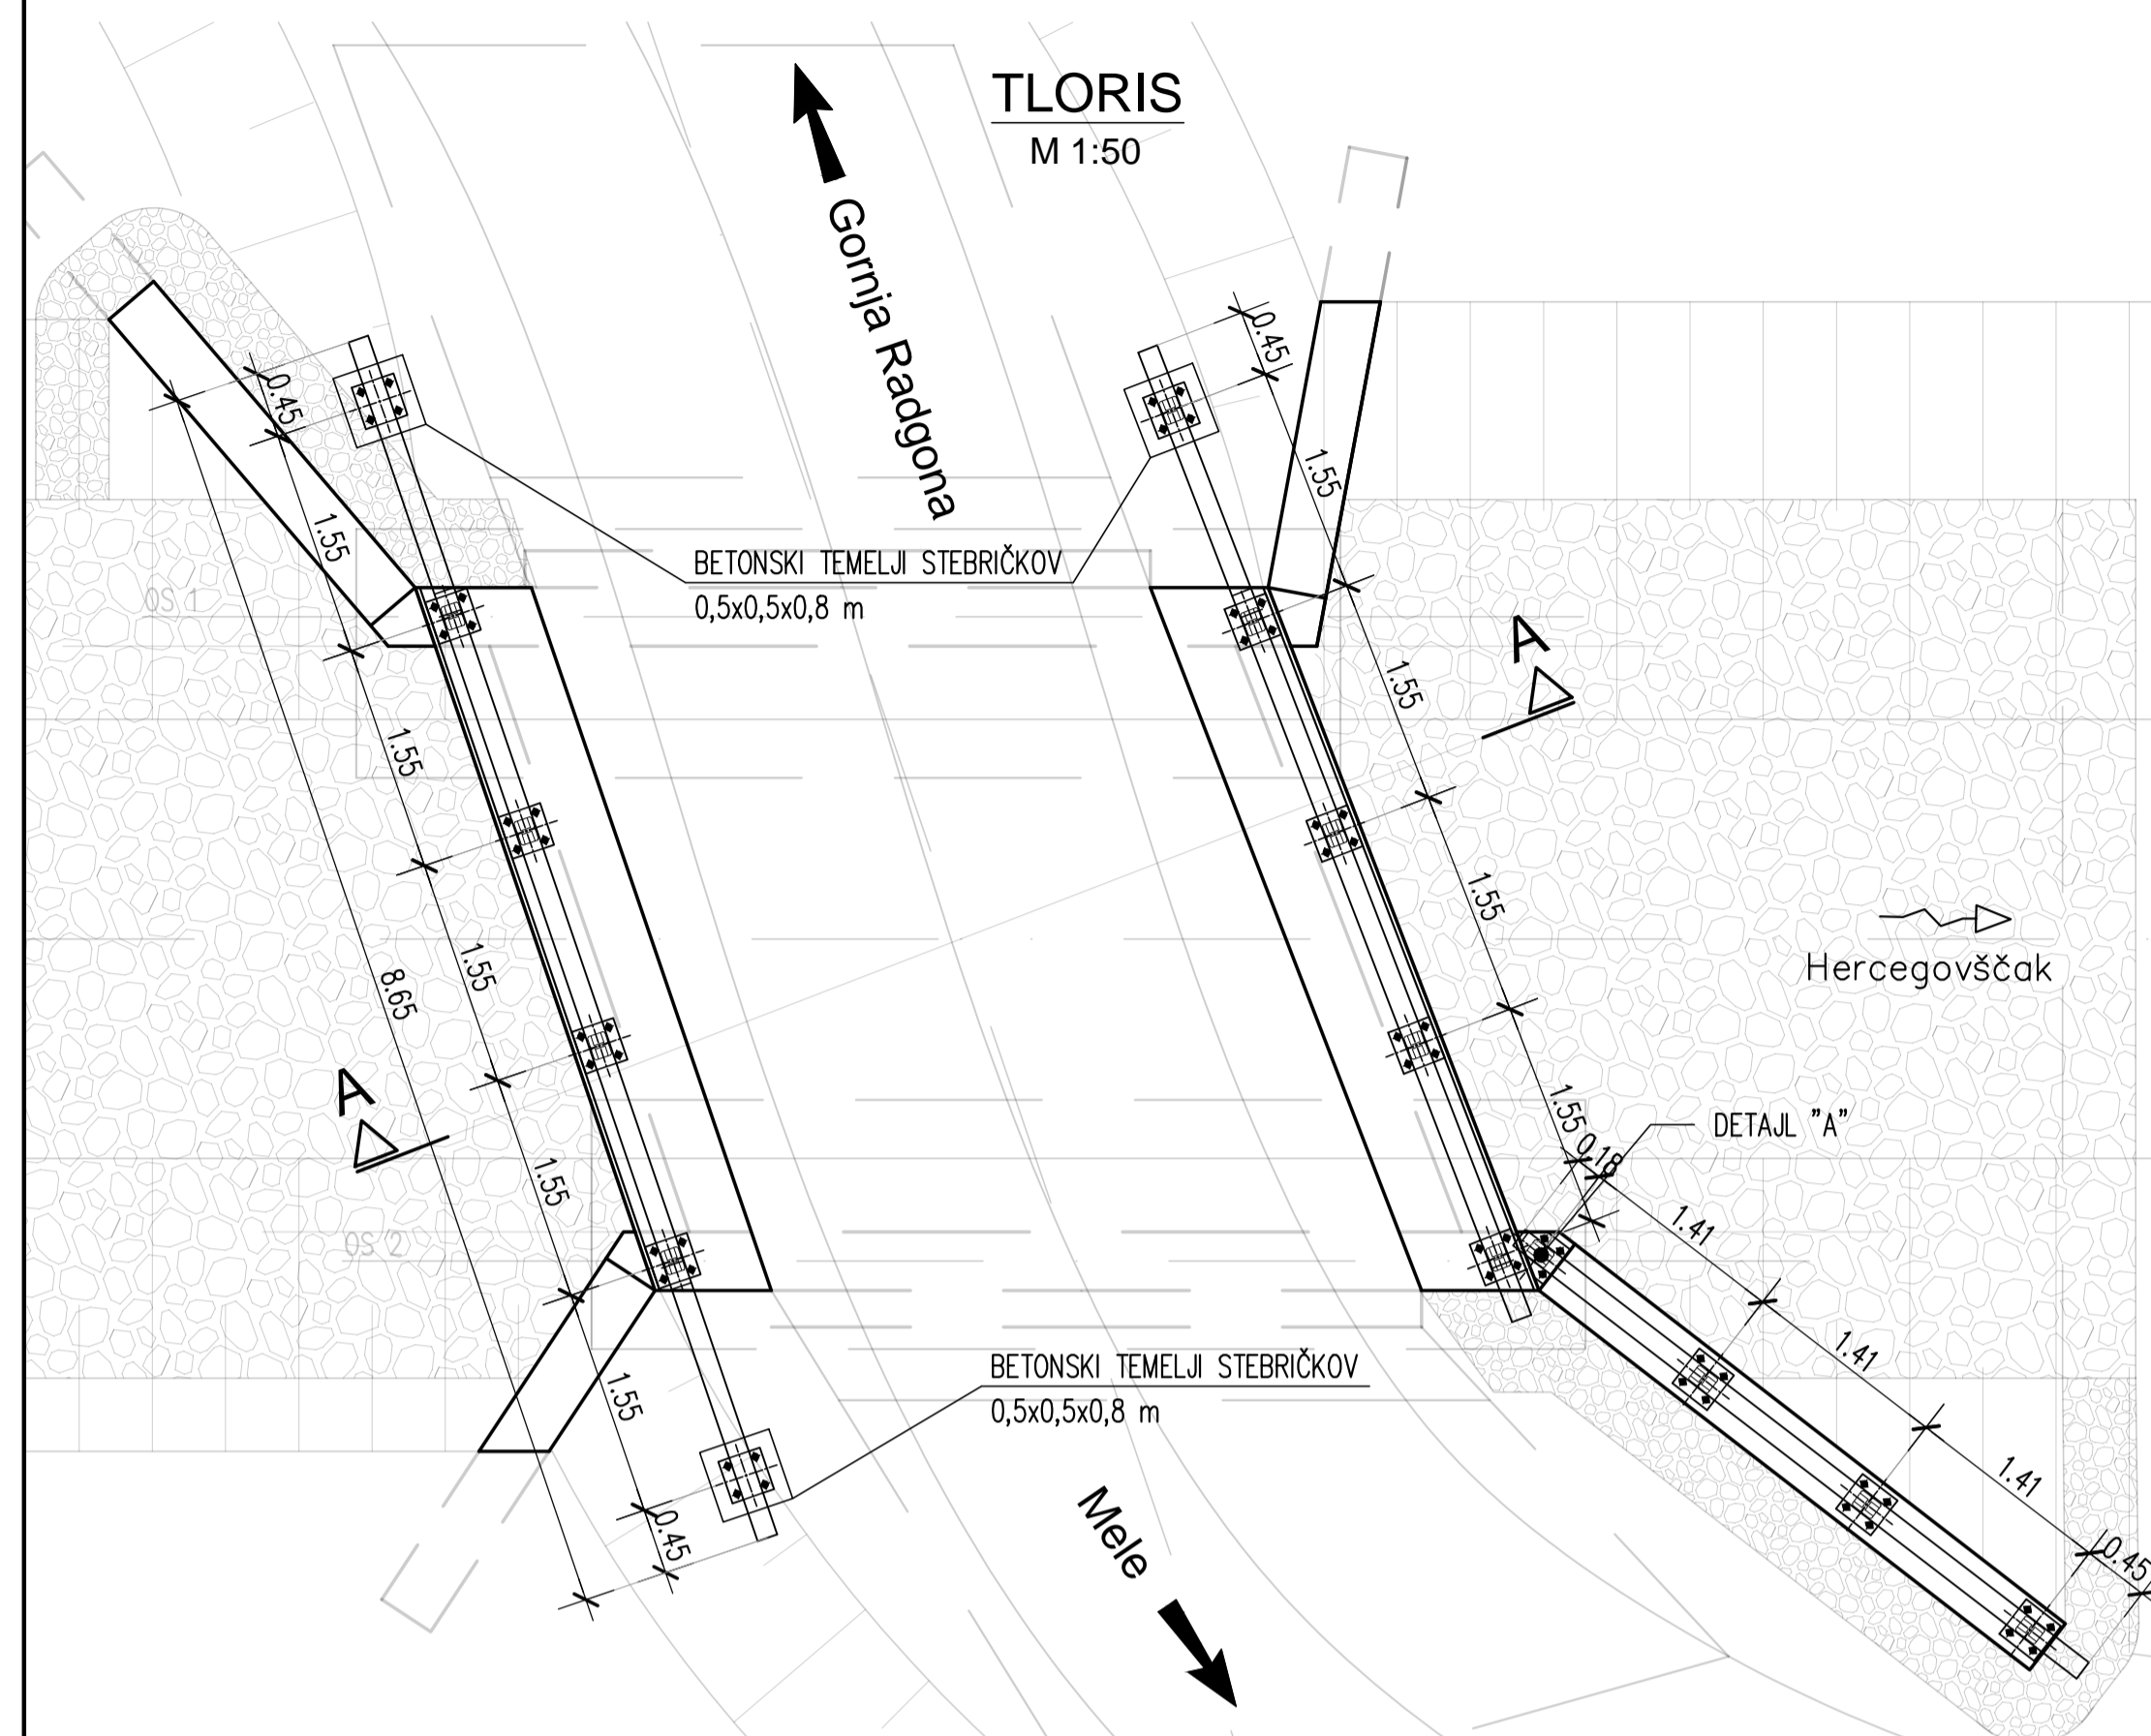 TLORIS
M 1:50
Gornja Radgona
0.45
1.55
1.55
1.55
1.55
1.55
0.45
8.65
0.45
1.55
1.55
1.55
1.55
0.18
1.41
1.41
1.41
0.45
BETONSKI TEMELJI STEBRIČKOV
0,5x0,5x0,8 m
OS 1
A
A
Hercegovščak
DETAJL "A"
OS 2
BETONSKI TEMELJI STEBRIČKOV
0,5x0,5x0,8 m
Mele